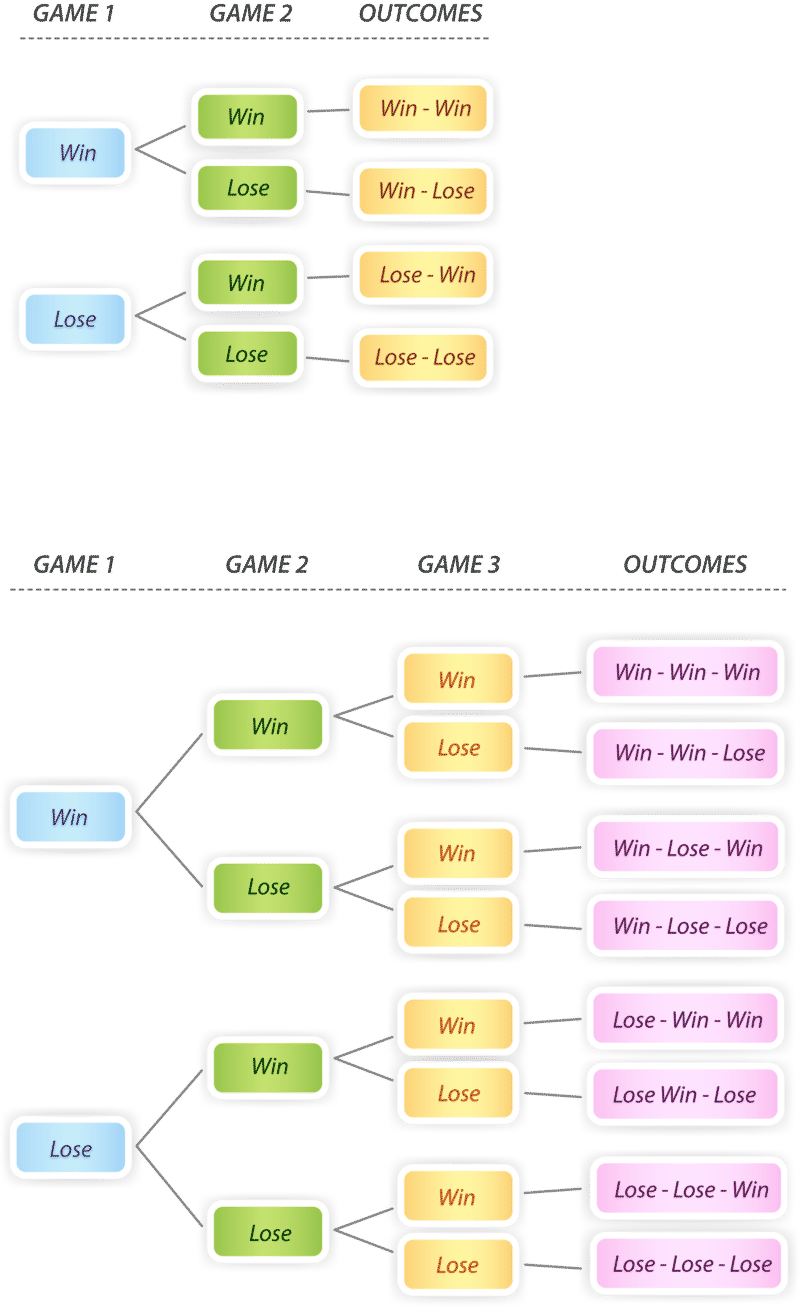 GAME 1 GAME 2 OUTCOMES
Win - Win
Win
Win
Lose
Win - Lose
Win
Lose - Win
Lose
Lose
Lose - Lose
GAME 1 GAME 2 GAME 3 OUTCOMES
Win
Win - Win - Win
Win
Lose
Win - Win - Lose
Win
Win
Win - Lose - Win
Lose
Lose
Win - Lose - Lose
Win
Lose - Win - Win
Win
Lose
Lose Win - Lose
Lose
Win
Lose - Lose - Win
Lose
Lose
Lose - Lose - Lose